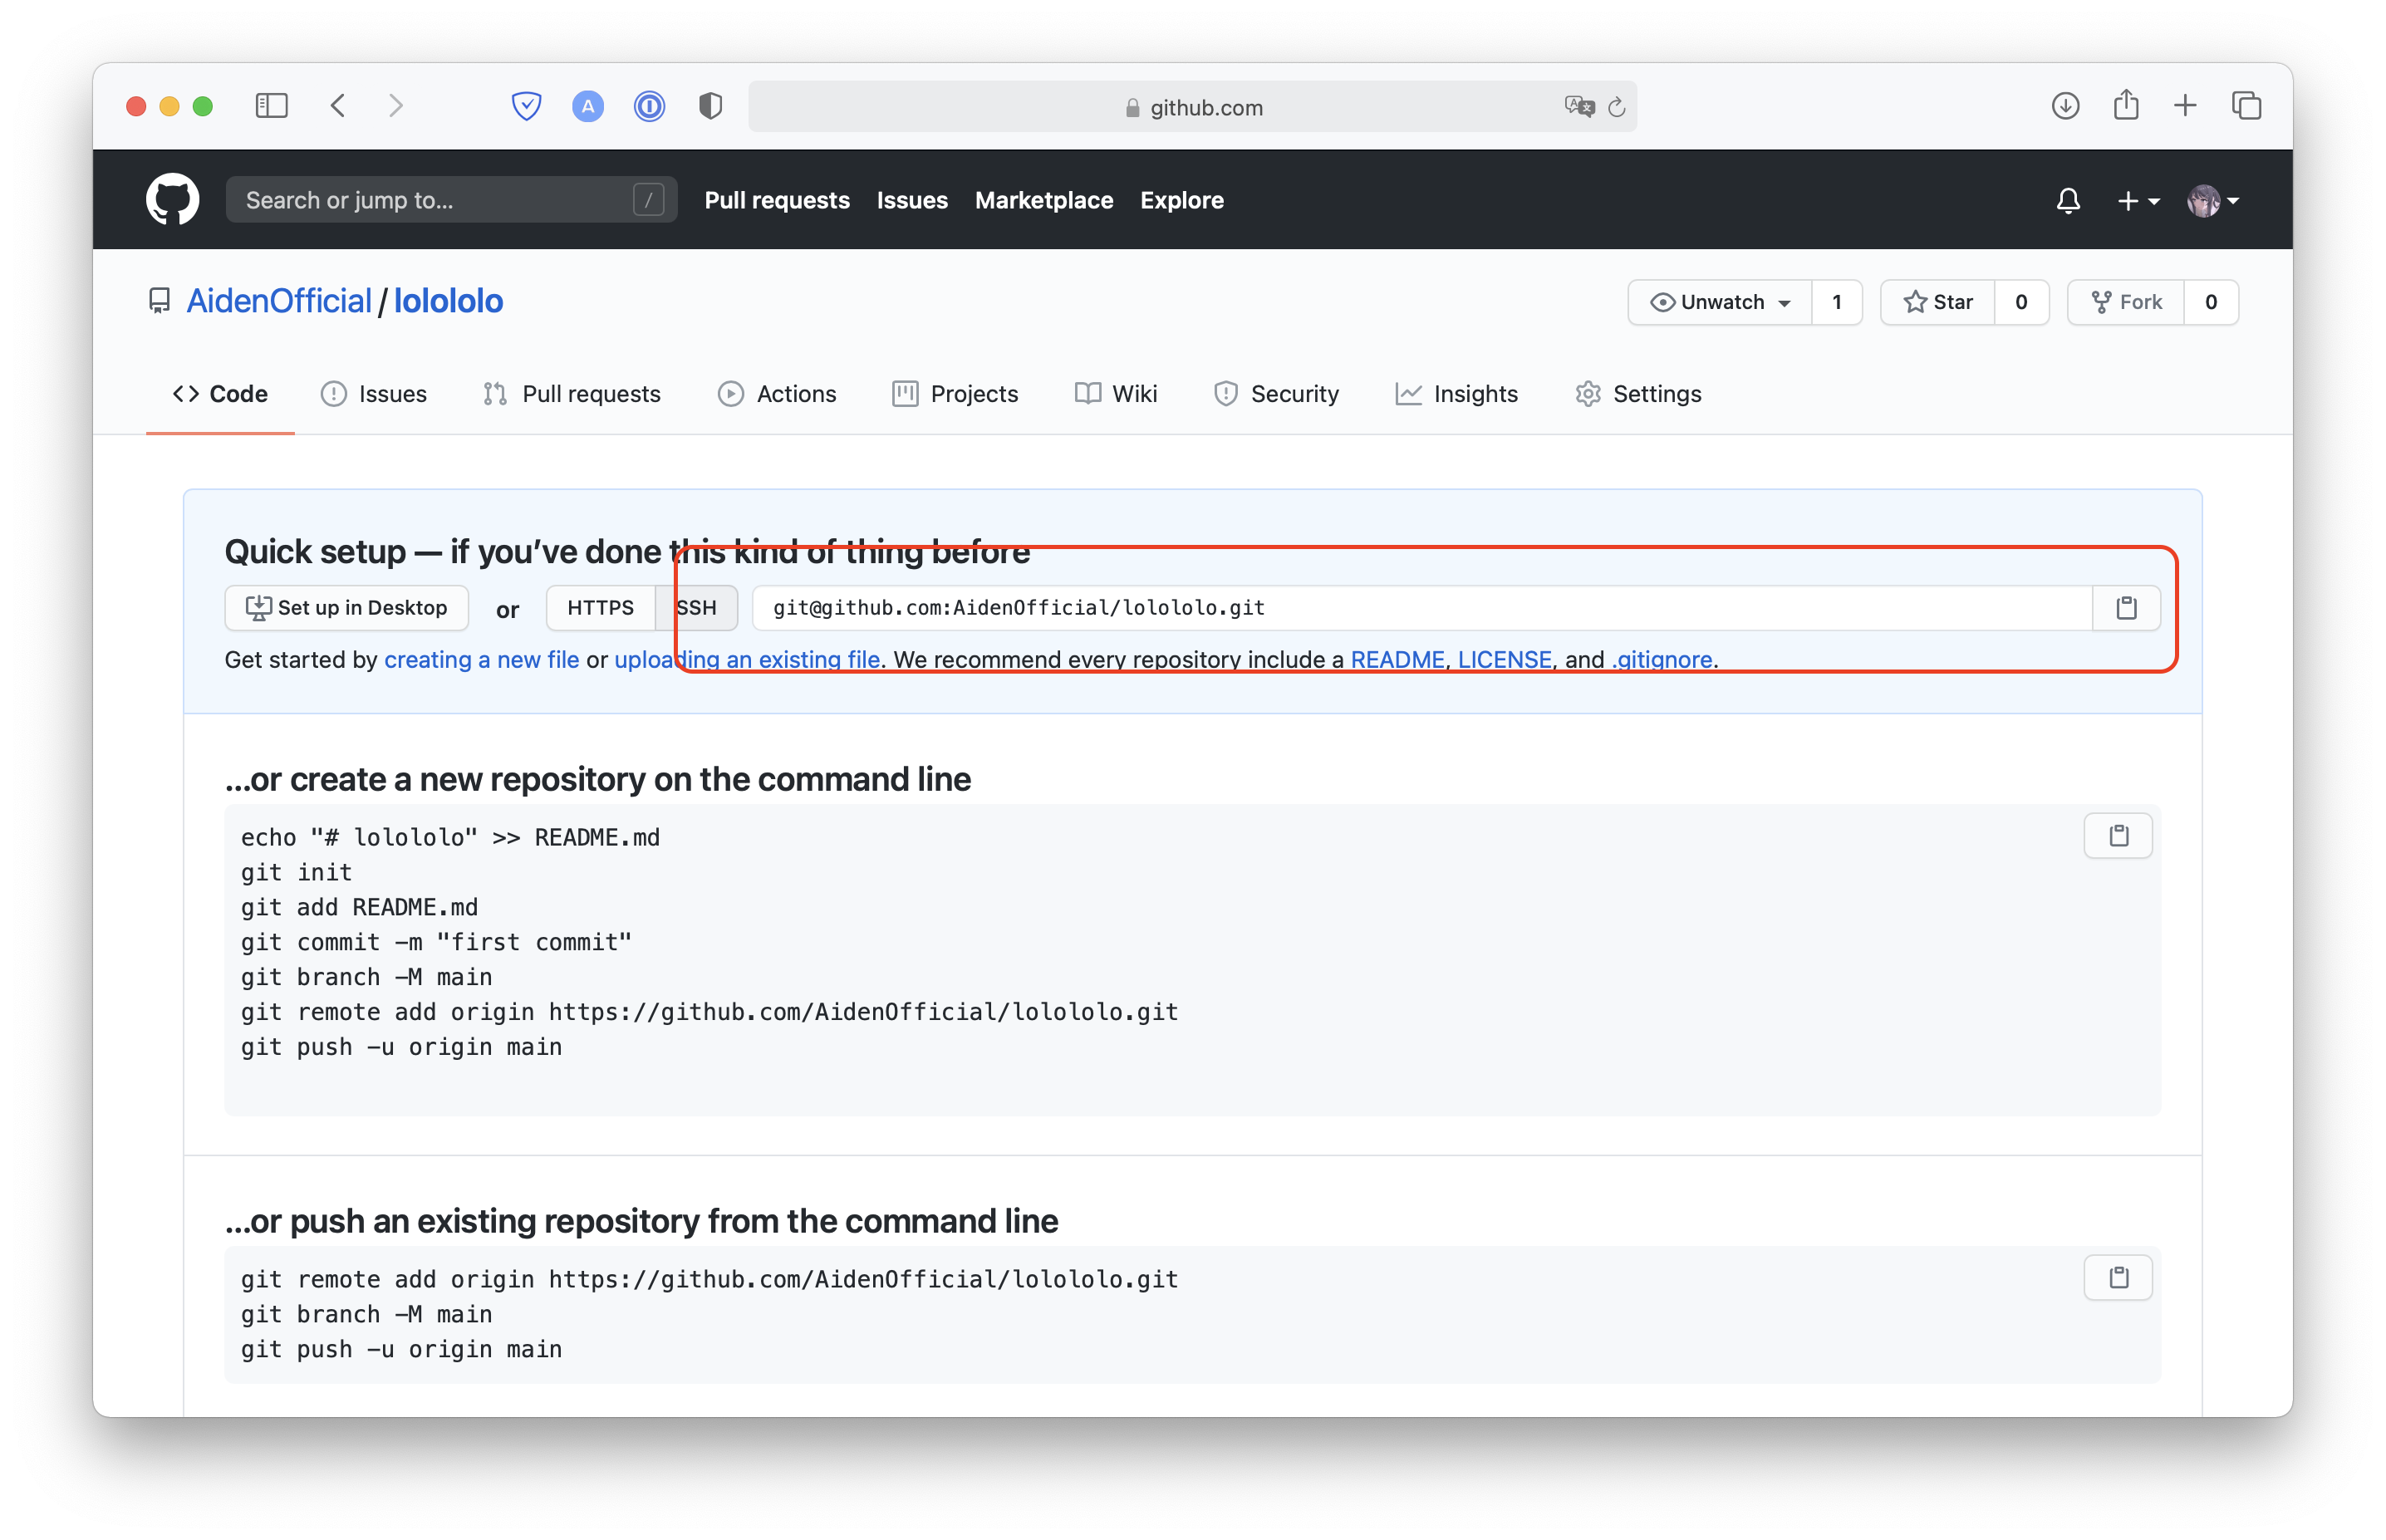 github.com
Search or jump to... /
Pull requests Issues Marketplace Explore
AidenOfficial / lolololo
Unwatch 1 Star 0 Fork 0
Code Issues Pull requests Actions Projects Wiki Security Insights Settings
Quick setup — if you’ve done this kind of thing before
Set up in Desktop or HTTPS SSH git@github.com:AidenOfficial/lolololo.git
Get started by creating a new file or uploading an existing file. We recommend every repository include a README, LICENSE, and .gitignore.
…or create a new repository on the command line
echo "# lolololo" >> README.md
git init
git add README.md
git commit -m "first commit"
git branch -M main
git remote add origin https://github.com/AidenOfficial/lolololo.git
git push -u origin main
…or push an existing repository from the command line
git remote add origin https://github.com/AidenOfficial/lolololo.git
git branch -M main
git push -u origin main